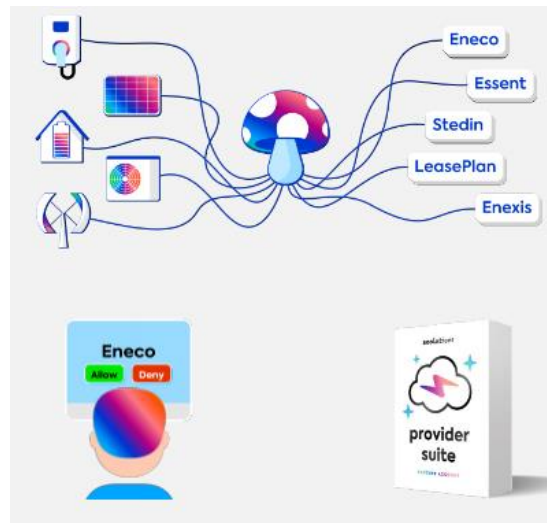 Eneco
Essent
Stedin
LeasePlan
Enexis
Eneco
Allow Deny
provider
suite